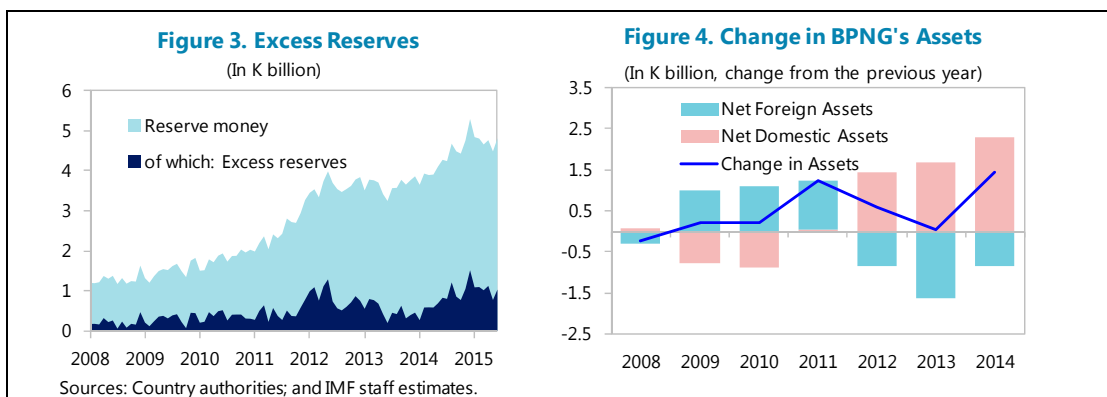 Figure 3. Excess Reserves
(In K billion)
6
5
4
3
2
1
0
Reserve money
of which: Excess reserves
2008 2009 2010 2011 2012 2013 2014 2015
Sources: Country authorities; and IMF staff estimates.
Figure 4. Change in BPNG's Assets
(In K billion, change from the previous year)
3.5
2.5
1.5
0.5
-0.5
-1.5
-2.5
Net Foreign Assets
Net Domestic Assets
Change in Assets
2008 2009 2010 2011 2012 2013 2014